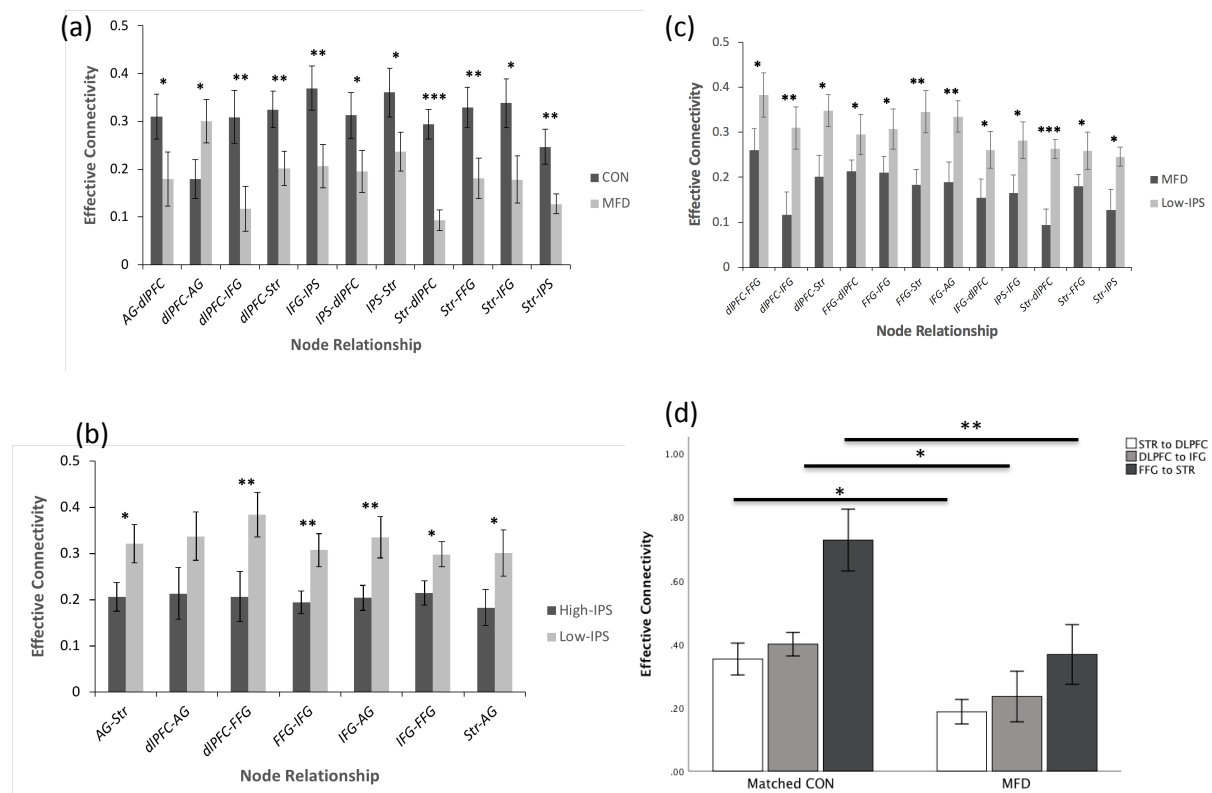 (a)
0.5
0.4
0.3
0.2
0.1
0
Effective Connectivity
* * ** ** ** * * *** ** * **
AG-dlPFC
dlPFC-AG
dlPFC-IFG
dlPFC-Str
IFG-IPS
IPS-dlPFC
IPS-Str
Str-dlPFC
Str-FFG
Str-IFG
Str-IPS
Node Relationship
CON
MFD
(c)
0.5
0.4
0.3
0.2
0.1
0
Effective Connectivity
* ** * * * ** ** * * *** * *
dlPFC-FFG
dlPFC-IFG
dlPFC-Str
FFG-dlPFC
FFG-IFG
FFG-Str
IFG-AG
IFG-dlPFC
IPS-IFG
Str-dlPFC
Str-FFG
Str-IPS
Node Relationship
MFD
Low-IPS
(b)
0.5
0.4
0.3
0.2
0.1
0
Effective Connectivity
* ** ** ** * *
AG-Str
dlPFC-AG
dlPFC-FFG
FFG-IFG
IFG-AG
IFG-FFG
Str-AG
Node Relationship
High-IPS
Low-IPS
(d)
**
*
*
1.00
.80
.60
.40
.20
.00
Effective Connectivity
Matched CON
MFD
STR to DLPFC
DLPFC to IFG
FFG to STR